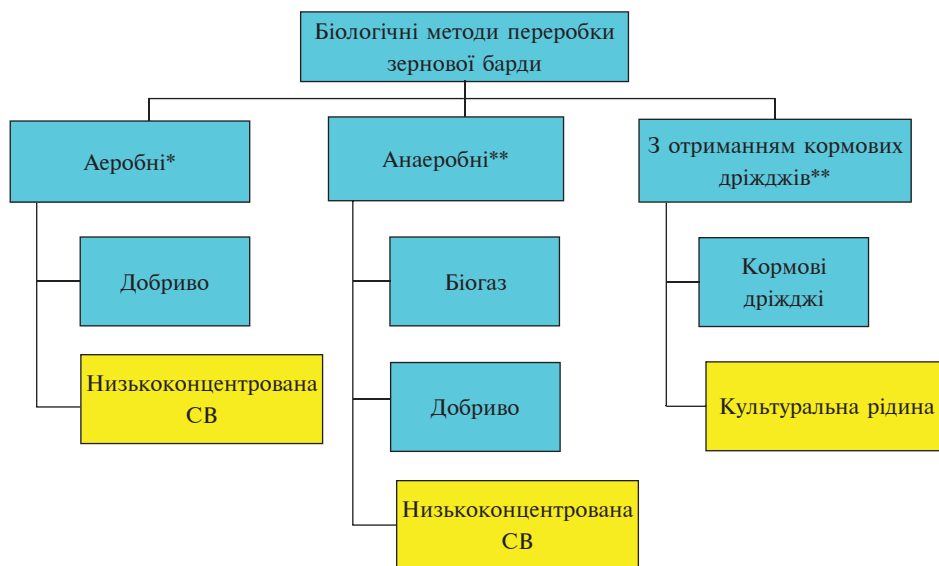 Біологічні методи переробки
зернової барди
Аеробні*
Анаеробні**
З отриманням кормових
дріжджів**
Добриво
Біогаз
Кормові
дріжджі
Низькоконцентрована
СВ
Добриво
Культуральна рідина
Низькоконцентрована
СВ